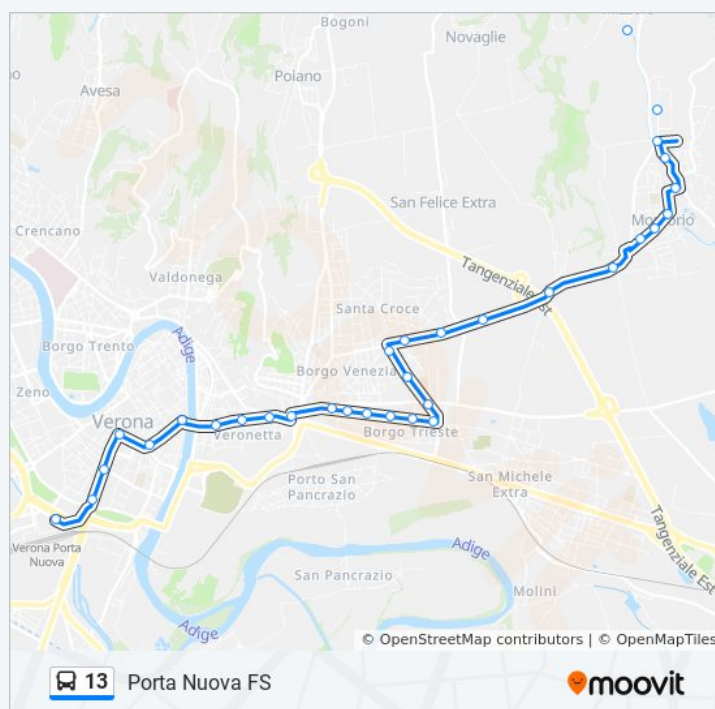 Bogoni
Novaglie
Avesa
Poiano
San Felice Extra
Montorio
Crencano
Tangenziale Est
Valdonega
Santa Croce
Adige
Borgo Trento
Borgo Venezia
Zeno
Verona
Veronetta
Borgo Trieste
San Michele
Extra
Porto San
Pancrazio
Verona Porta
Nuova
Adige
Tangenziale Est
San Pancrazio
Molini
Adige
© OpenStreetMap contributors | © OpenMapTiles
13 Porta Nuova FS
moovit